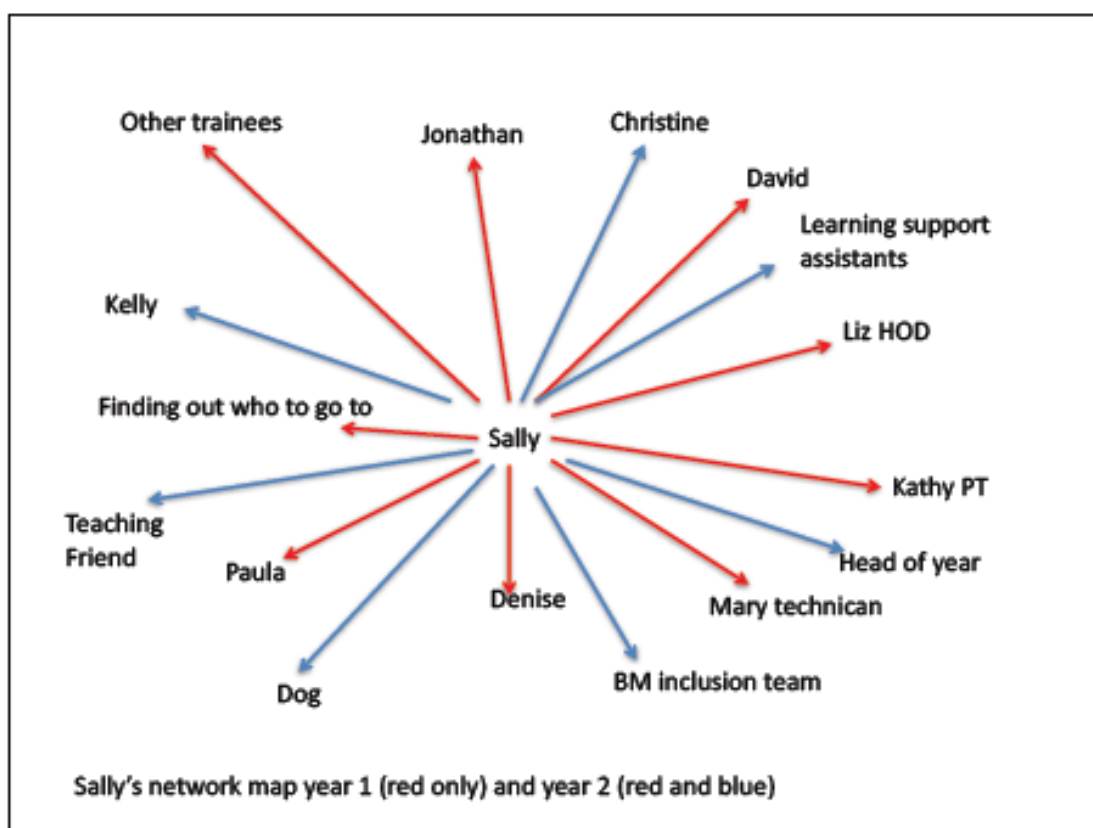 Other trainees
Jonathan
Christine
David
Learning support
assistants
Kelly
Liz HOD
Finding out who to go to
Sally
Kathy PT
Teaching
Friend
Paula
Denise
Head of year
Mary technican
Dog
BM inclusion team
Sally's network map year 1 (red only) and year 2 (red and blue)